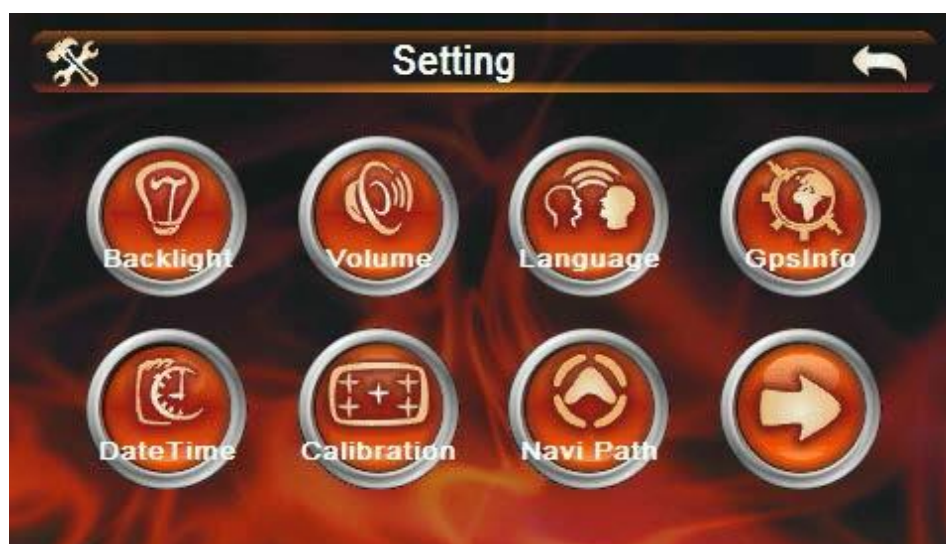 Setting
Backlight
Volume
Language
GpsInfo
DateTime
Calibration
Navi Path